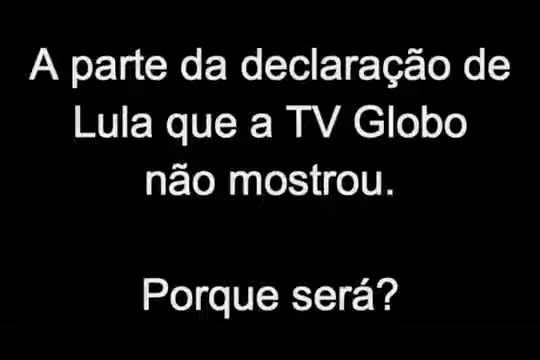 A parte da declaração de
Lula que a TV Globo
não mostrou.
Porque será?